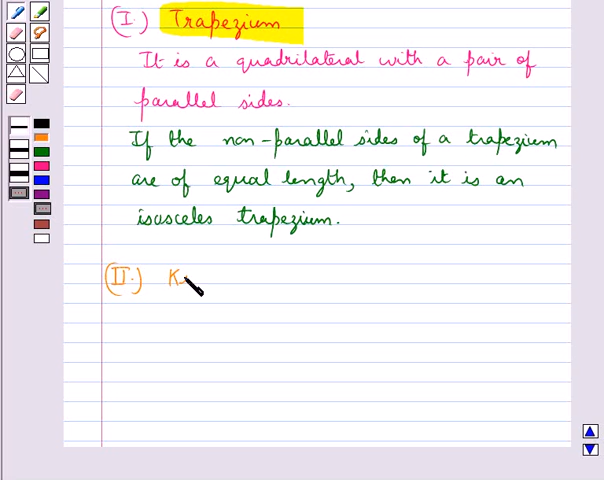 (I.) Trapezium
It is a quadrilateral with a pair of
parallel sides.
If the non-parallel sides of a trapezium
are of equal length, then it is an
isosceles trapezium.
(II.) K